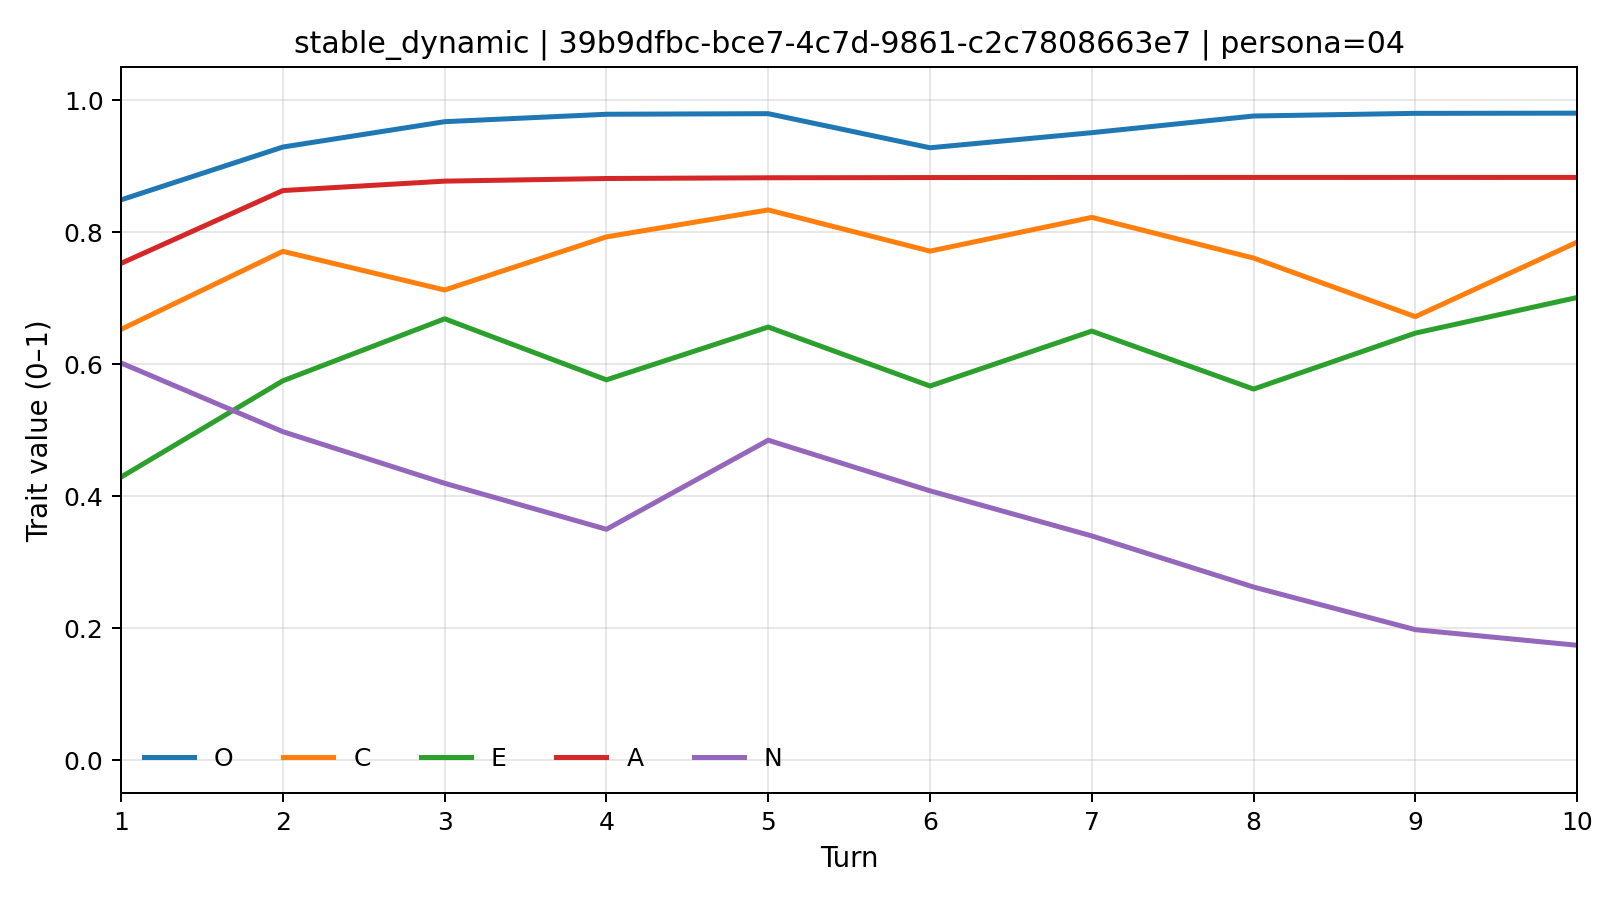 stable_dynamic | 39b9dfbc-bce7-4c7d-9861-c2c7808663e7 | persona=04
Trait value (0–1)
1.0
0.8
0.6
0.4
0.2
0.0
O C E A N
1 2 3 4 5 6 7 8 9 10
Turn